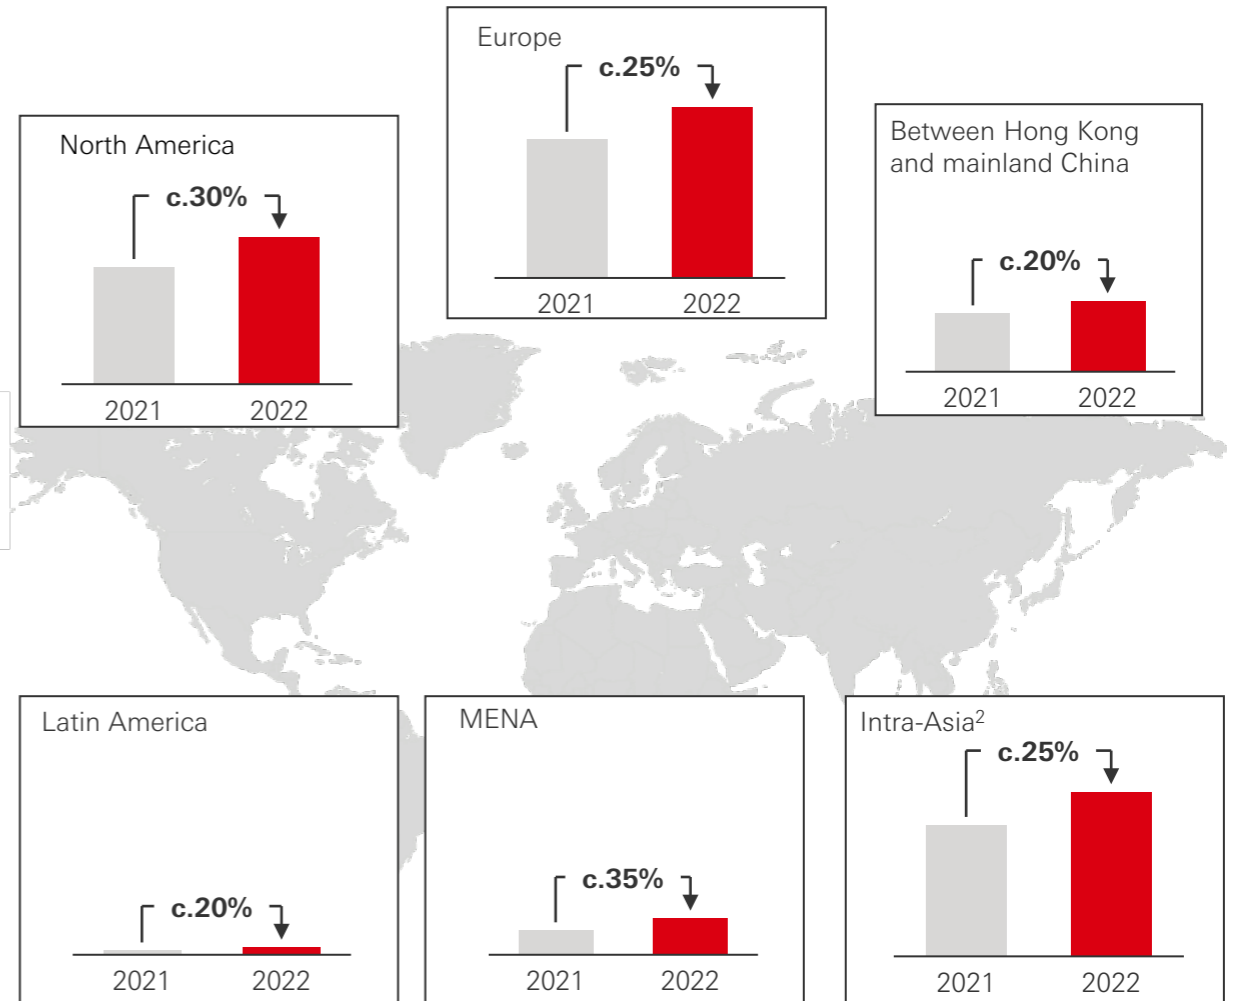 Europe
c.25%
2021 2022
North America
c.30%
2021 2022
Between Hong Kong
and mainland China
c.20%
2021 2022
Latin America
c.20%
2021 2022
MENA
c.35%
2021 2022
Intra-Asia²
c.25%
2021 2022